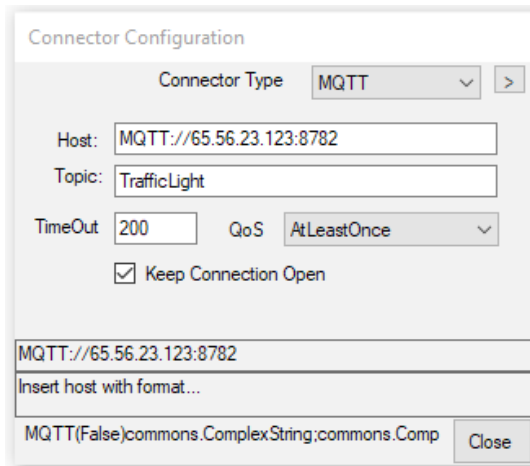 Connector Configuration
Connector Type MQTT >
Host: MQTT://65.56.23.123:8782
Topic: TrafficLight
TimeOut 200 QoS AtLeastOnce
Keep Connection Open
MQTT://65.56.23.123:8782
Insert host with format...
MQTT(False)commons.ComplexString;commons.Comp Close